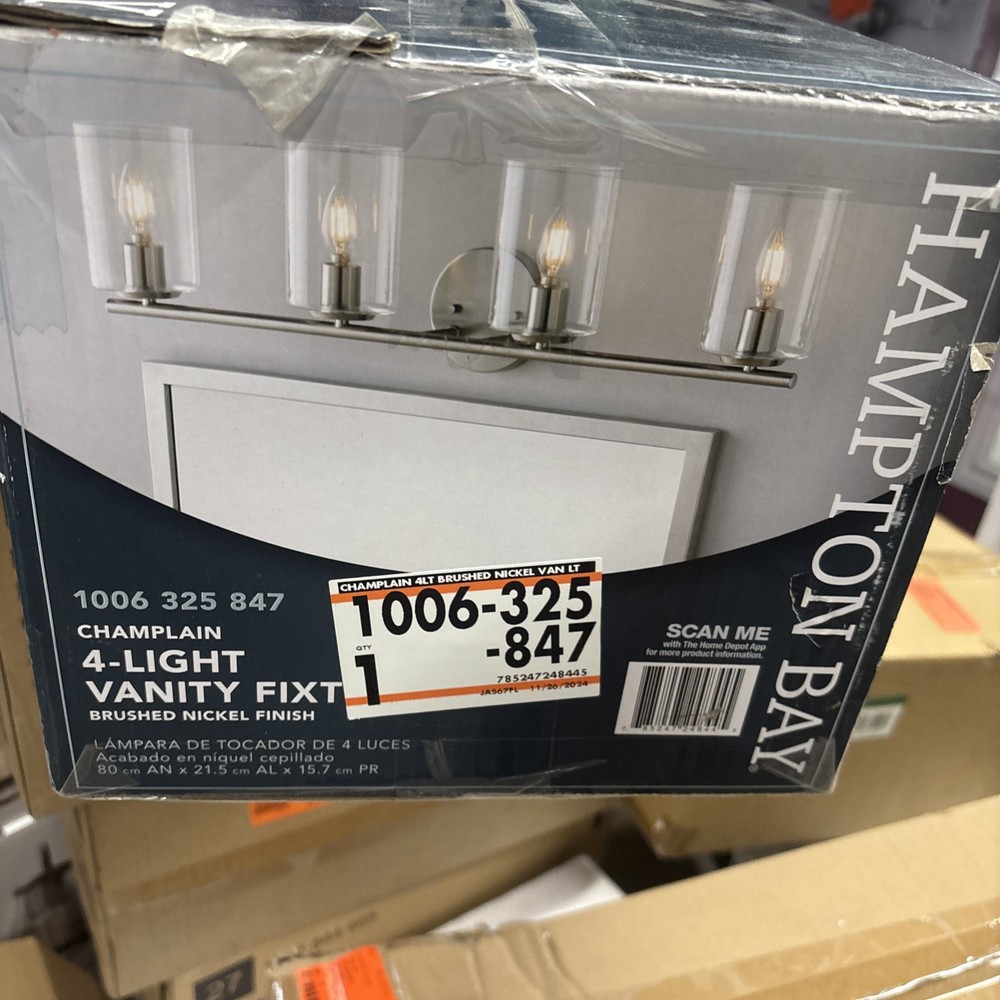 HAMPTON BAY
1006 325 847
CHAMPLAIN
4-LIGHT
VANITY FIXT
BRUSHED NICKEL FINISH
LÁMPARA DE TOCADOR DE 4 LUCES
Acabado en níquel cepillado
80 cm AN x 21.5 cm AL x 15.7 cm PR
CHAMPLAIN 4LT BRUSHED NICKEL VAN LT
1006-325
-847
QTY
1
785247248445
JAS67FL 11/26/2024
SCAN ME
with The Home Depot App
for more product information.